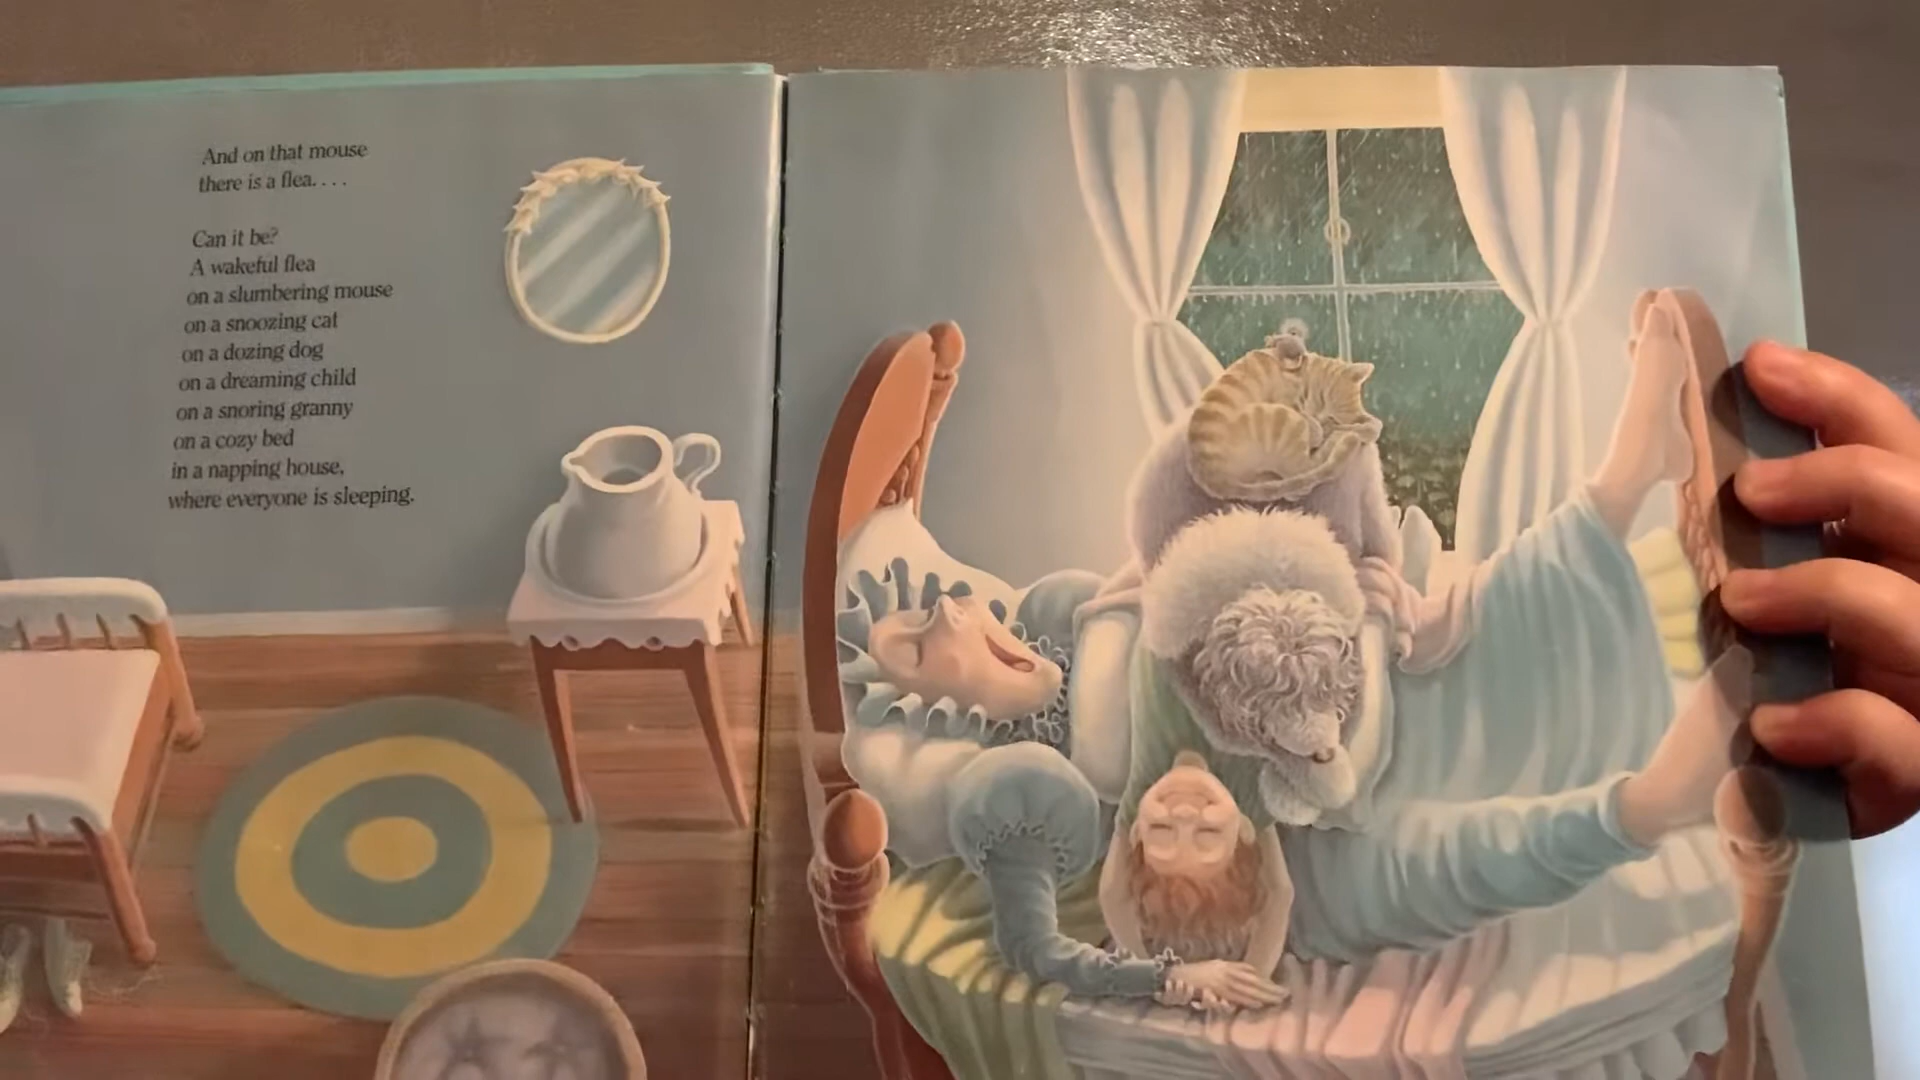 And on that mouse
there is a flea. . . .
Can it be?
A wakeful flea
on a slumbering mouse
on a snoozing cat
on a dozing dog
on a dreaming child
on a snoring granny
on a cozy bed
in a napping house,
where everyone is sleeping.